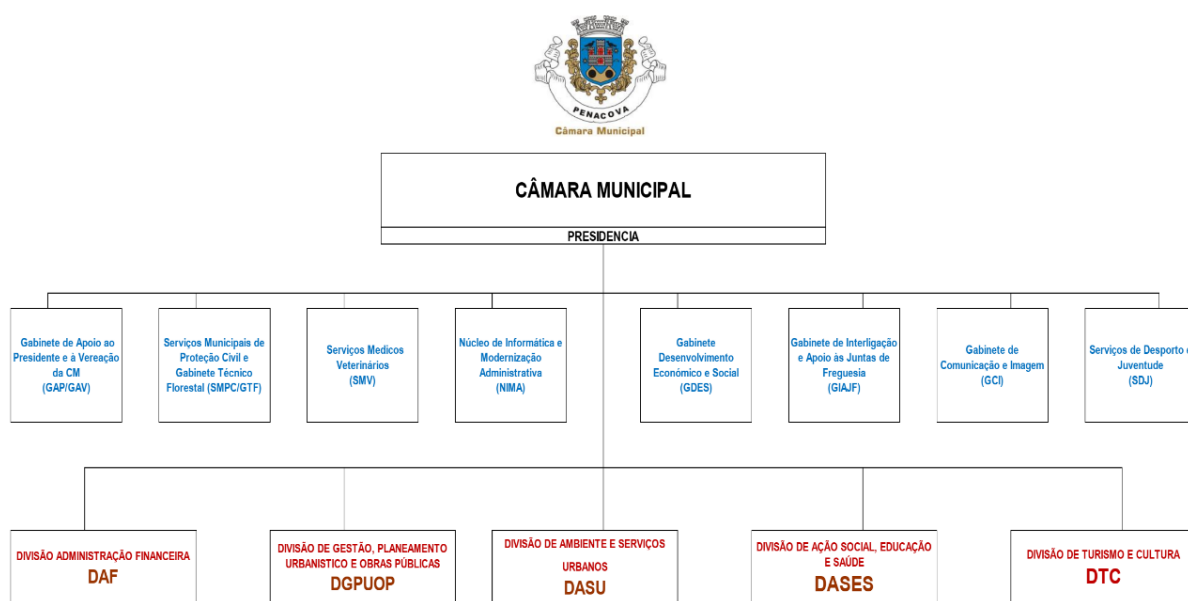 PENACOVA
Câmara Municipal
CÂMARA MUNICIPAL
PRESIDENCIA
Gabinete de Apoio ao
Presidente e à Vereação
da CM
(GAP/GAV)
Serviços Municipais de
Proteção Civil e
Gabinete Técnico
Florestal (SMPC/GTF)
Serviços Medicos
Veterinários
(SMV)
Núcleo de Informática e
Modernização
Administrativa
(NIMA)
Gabinete
Desenvolvimento
Económico e Social
(GDES)
Gabinete de Interligação
e Apoio às Juntas de
Freguesia
(GIAJF)
Gabinete de
Comunicação e Imagem
(GCI)
Serviços de Desporto e
Juventude
(SDJ)
DIVISÃO ADMINISTRAÇÃO FINANCEIRA
DAF
DIVISÃO DE GESTÃO, PLANEAMENTO
URBANISTICO E OBRAS PÚBLICAS
DGPUOP
DIVISÃO DE AMBIENTE E SERVIÇOS
URBANOS
DASU
DIVISÃO DE AÇÃO SOCIAL, EDUCAÇÃO
E SAÚDE
DASES
DIVISÃO DE TURISMO E CULTURA
DTC